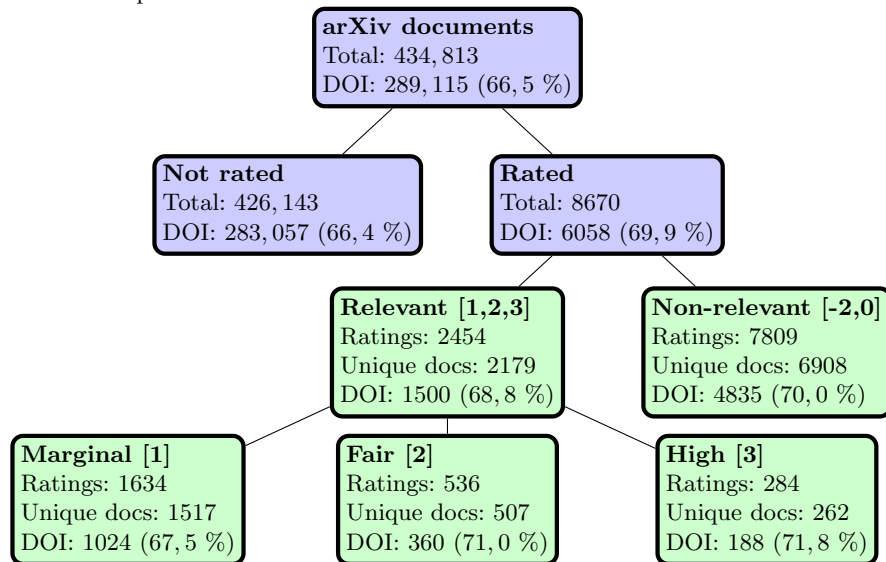 arXiv documents
Total: 434, 813
DOI: 289, 115 (66, 5 %)
Not rated
Total: 426, 143
DOI: 283, 057 (66, 4 %)
Rated
Total: 8670
DOI: 6058 (69, 9 %)
Relevant [1,2,3]
Ratings: 2454
Unique docs: 2179
DOI: 1500 (68, 8 %)
Non-relevant [-2,0]
Ratings: 7809
Unique docs: 6908
DOI: 4835 (70, 0 %)
Marginal [1]
Ratings: 1634
Unique docs: 1517
DOI: 1024 (67, 5 %)
Fair [2]
Ratings: 536
Unique docs: 507
DOI: 360 (71, 0 %)
High [3]
Ratings: 284
Unique docs: 262
DOI: 188 (71, 8 %)